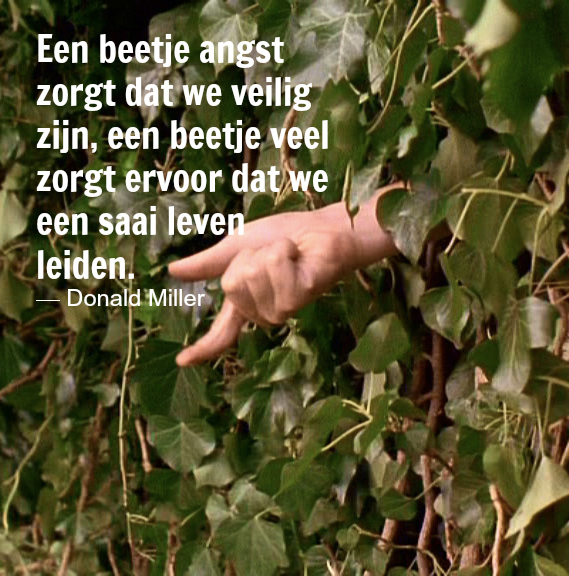 Een beetje angst
zorgt dat we veilig
zijn, een beetje veel
zorgt ervoor dat we
een saai leven
leiden.
— Donald Miller